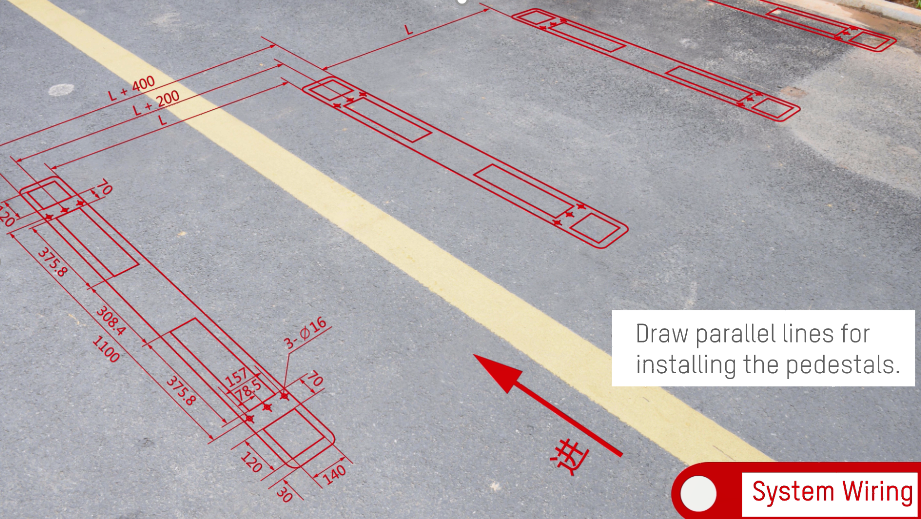 L
L + 400
L + 200
L
70
120
375.8
308.4
1100
3- Ø16
375.8
157
78.5
70
120
140
30
进
Draw parallel lines for
installing the pedestals.
System Wiring